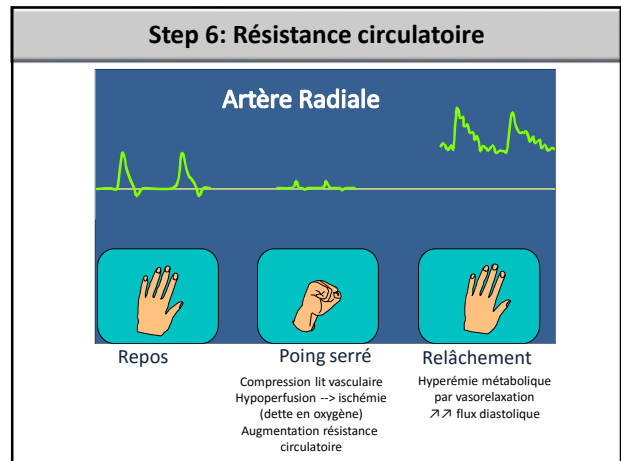 Step 6: Résistance circulatoire
Artère Radiale
Repos
Poing serré
Relâchement
Compression lit vasculaire
Hypoperfusion --> ischémie
(dette en oxygène)
Augmentation résistance
circulatoire
Hyperémie métabolique
par vasorelaxation
↗↗ flux diastolique